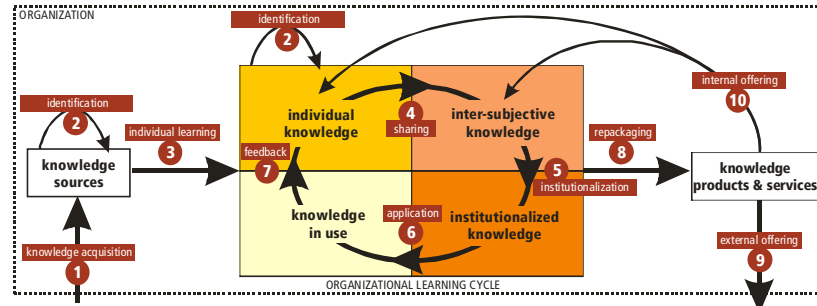 ORGANIZATION
identification
2
internal offering
10
identification
2
individual learning
3
individual
knowledge
4
sharing
inter-subjective
knowledge
repackaging
8
knowledge
sources
feedback
7
5
institutionalization
knowledge
products & services
knowledge
in use
application
6
institutionalized
knowledge
knowledge acquisition
1
external offering
9
ORGANIZATIONAL LEARNING CYCLE